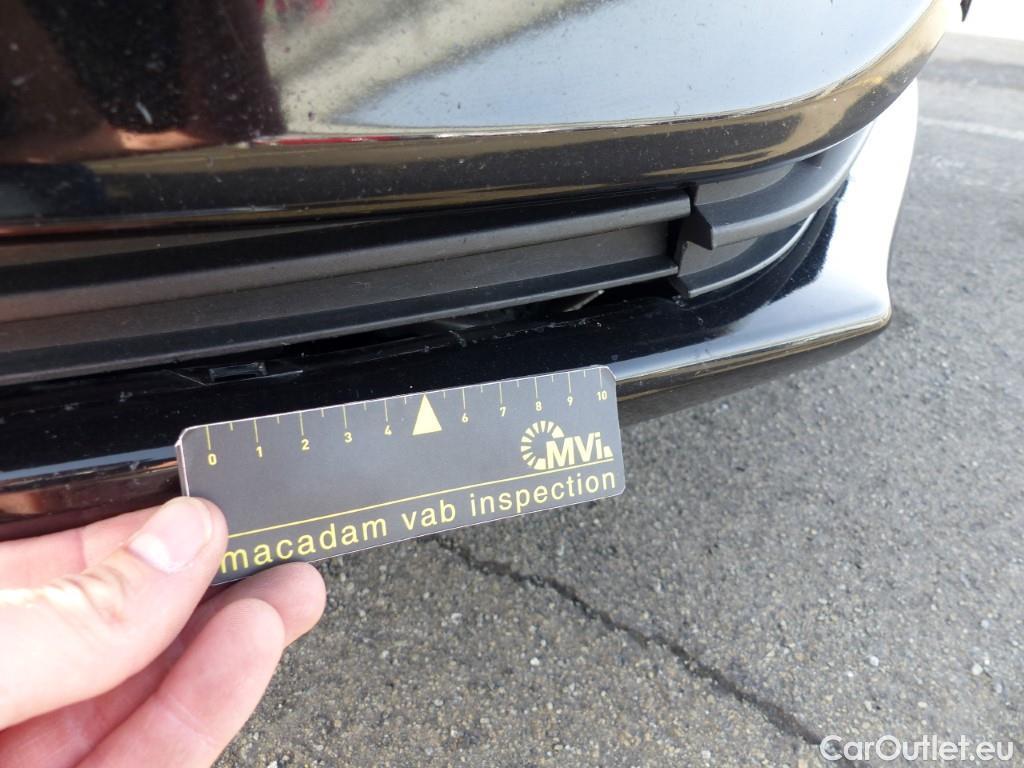 0 1 2 3 4 6 7 8 9 10
MVi
macadam vab inspection
CarOutlet.eu